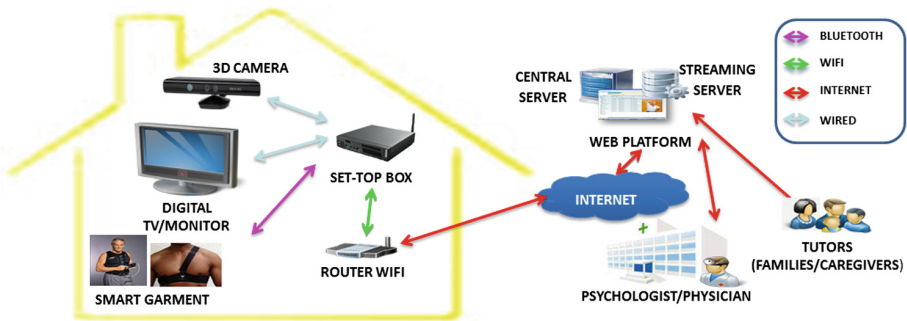 3D CAMERA
DIGITAL
TV/MONITOR
SMART GARMENT
SET-TOP BOX
ROUTER WIFI
CENTRAL
SERVER
STREAMING
SERVER
WEB PLATFORM
INTERNET
PSYCHOLOGIST/PHYSICIAN
TUTORS
(FAMILIES/CAREGIVERS)
BLUETOOTH
WIFI
INTERNET
WIRED